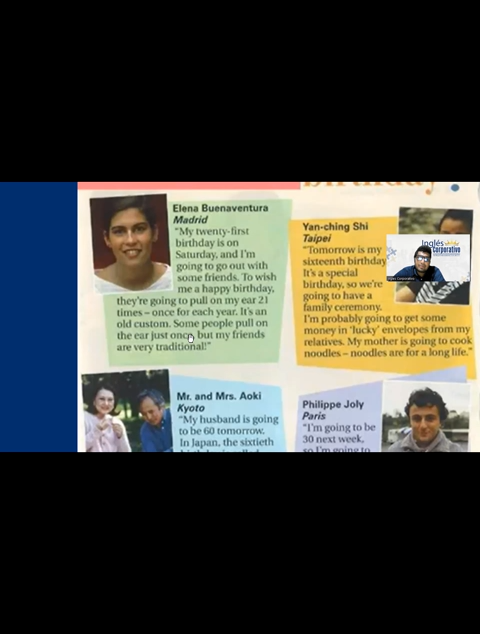 birthday?
Elena Buenaventura
Madrid
"My twenty-first
birthday is on
Saturday, and I'm
going to go out with
some friends. To wish
me a happy birthday,
they're going to pull on my ear 21
times – once for each year. It's an
old custom. Some people pull on
the ear just once, but my friends
are very traditional!"
Yan-ching Shi
Taipei
"Tomorrow is my
sixteenth birthday.
It's a special
birthday, so we're
going to have a
family ceremony.
I'm probably going to get some
money in 'lucky' envelopes from my
relatives. My mother is going to cook
noodles – noodles are for a long life."
Inglés
Corporativo
Mr. and Mrs. Aoki
Kyoto
"My husband is going
to be 60 tomorrow.
In Japan, the sixtieth
Philippe Joly
Paris
"I'm going to be
30 next week,
so I'm going to